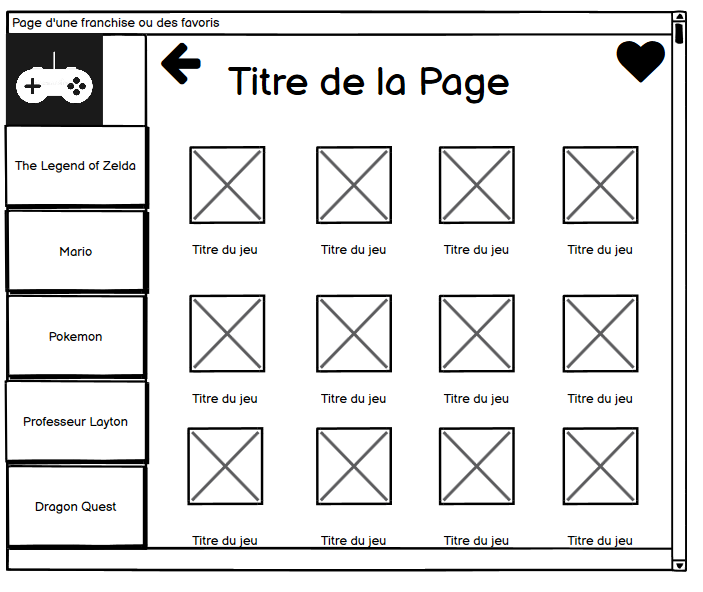 Page d'une franchise ou des favoris
Titre de la Page
The Legend of Zelda
Mario
Pokemon
Professeur Layton
Dragon Quest
Titre du jeu
Titre du jeu
Titre du jeu
Titre du jeu
Titre du jeu
Titre du jeu
Titre du jeu
Titre du jeu
Titre du jeu
Titre du jeu
Titre du jeu
Titre du jeu